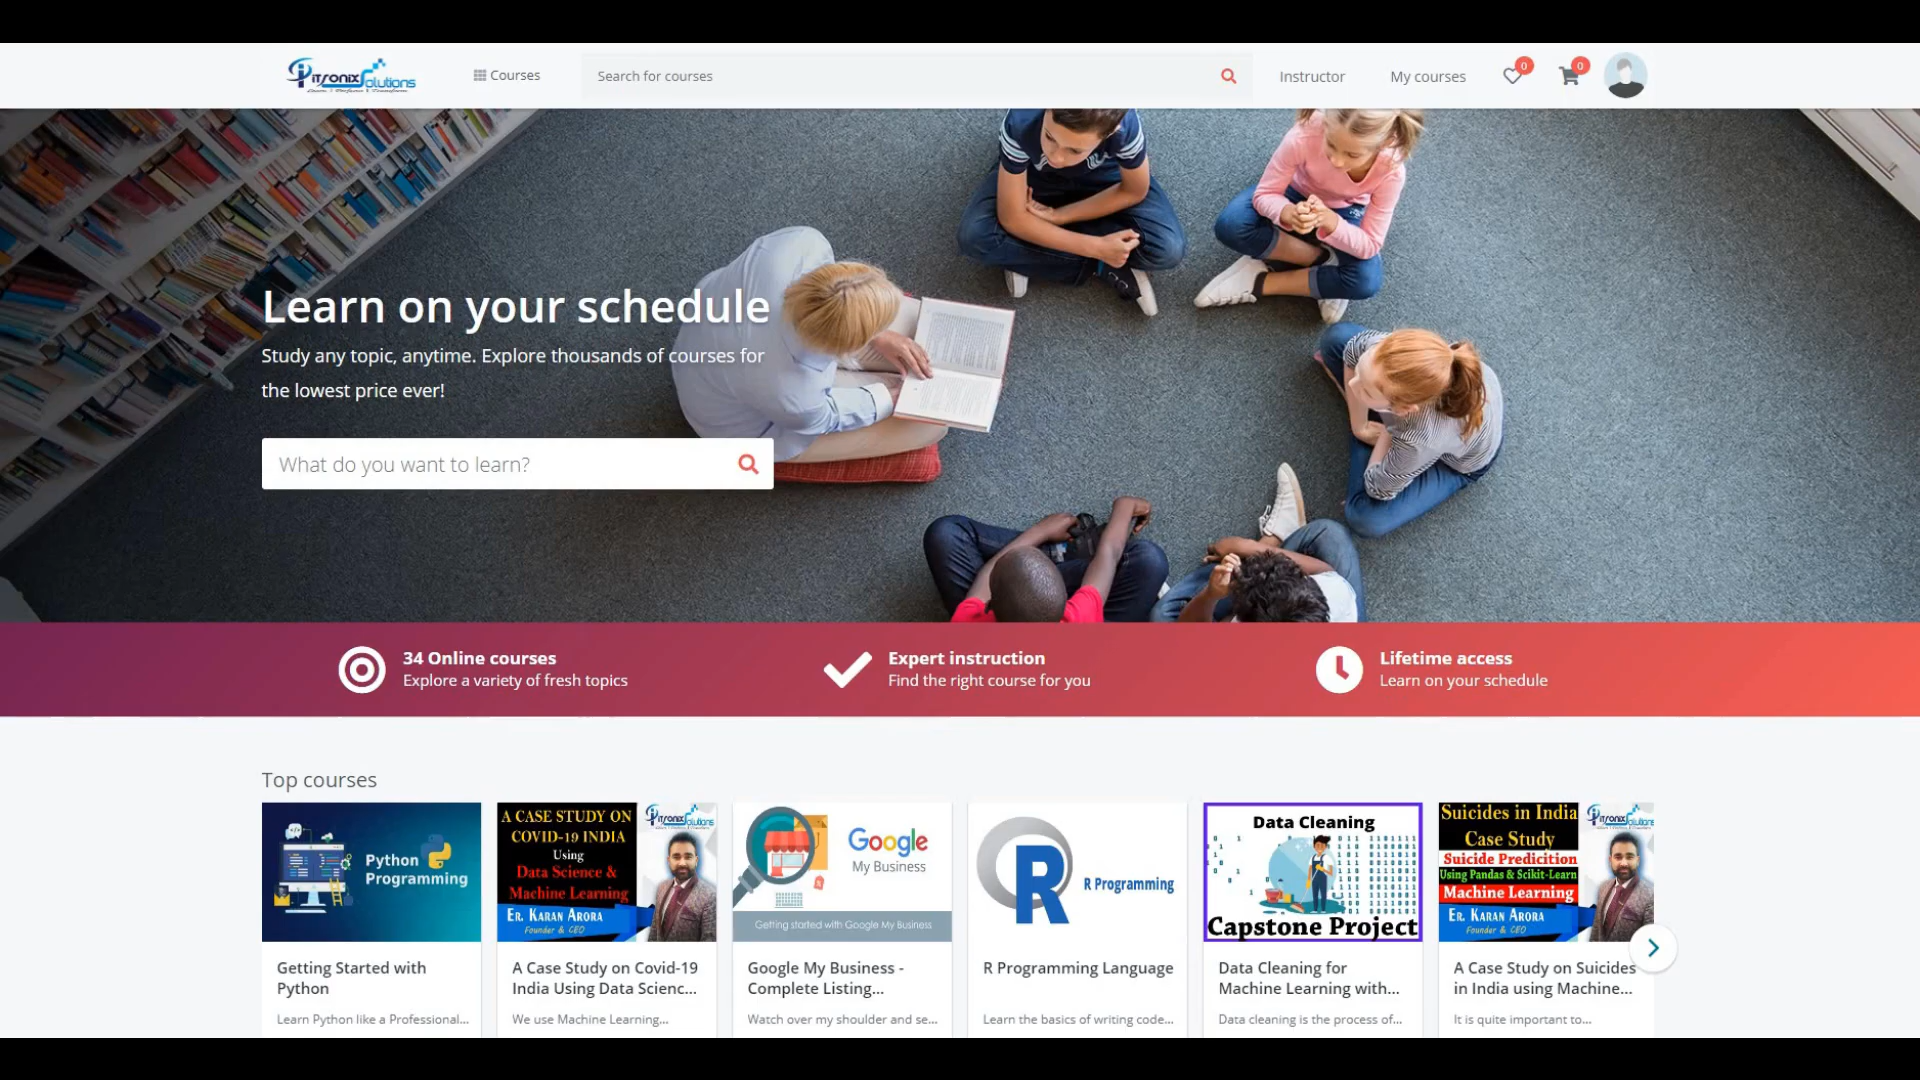 Pitronix Solutions
Courses
Search for courses
Instructor
My courses
0
0
Learn on your schedule
Study any topic, anytime. Explore thousands of courses for
the lowest price ever!
What do you want to learn?
34 Online courses
Explore a variety of fresh topics
Expert instruction
Find the right course for you
Lifetime access
Learn on your schedule
Top courses
Python
Programming
Getting Started with
Python
Learn Python like a Professional...
A CASE STUDY ON
COVID-19 INDIA
Using
Data Science &
Machine Learning
ER. KARAN ARORA
Founder & CEO
Pitronix Solutions
A Case Study on Covid-19
India Using Data Scienc...
We use Machine Learning...
Google
My Business
Getting started with Google My Business
Google My Business -
Complete Listing...
Watch over my shoulder and se...
R
R Programming
R Programming Language
Learn the basics of writing code...
Data Cleaning
Capstone Project
Data Cleaning for
Machine Learning with...
Data cleaning is the process of...
Suicides in India
Case Study
Suicide Predicition
Using Pandas & Scikit-Learn
Machine Learning
ER. KARAN ARORA
Founder & CEO
Pitronix Solutions
A Case Study on Suicides
in India using Machine...
It is quite important to...